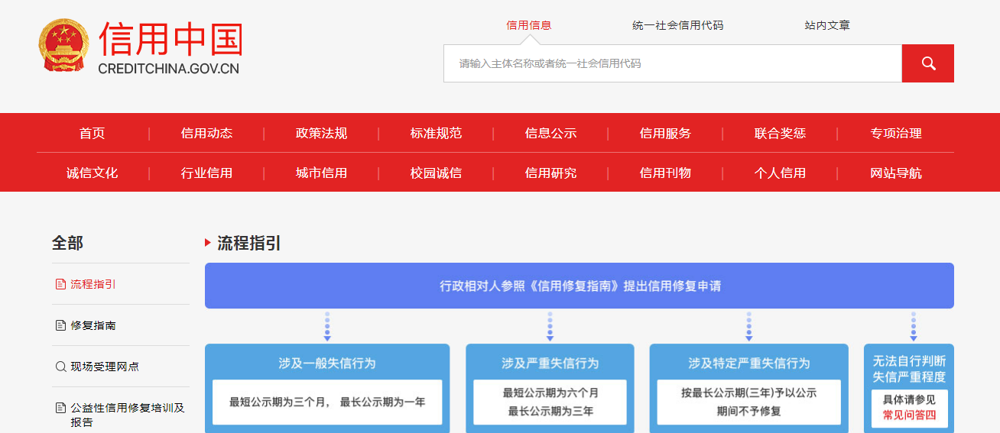 信用中国
CREDITCHINA.GOV.CN
信用信息 统一社会信用代码 站内文章
请输入主体名称或者统一社会信用代码
首页 | 信用动态 | 政策法规 | 标准规范 | 信息公示 | 信用服务 | 联合奖惩 | 专项治理
诚信文化 | 行业信用 | 城市信用 | 校园诚信 | 信用研究 | 信用刊物 | 个人信用 | 网站导航
全部
流程指引
修复指南
现场受理网点
公益性信用修复培训及
报告
流程指引
行政相对人参照《信用修复指南》提出信用修复申请
涉及一般失信行为
最短公示期为三个月， 最长公示期为一年
涉及严重失信行为
最短公示期为六个月
最长公示期为三年
涉及特定严重失信行为
按最长公示期(三年)予以公示
期间不予修复
无法自行判断
失信严重程度
具体请参见
常见问答四